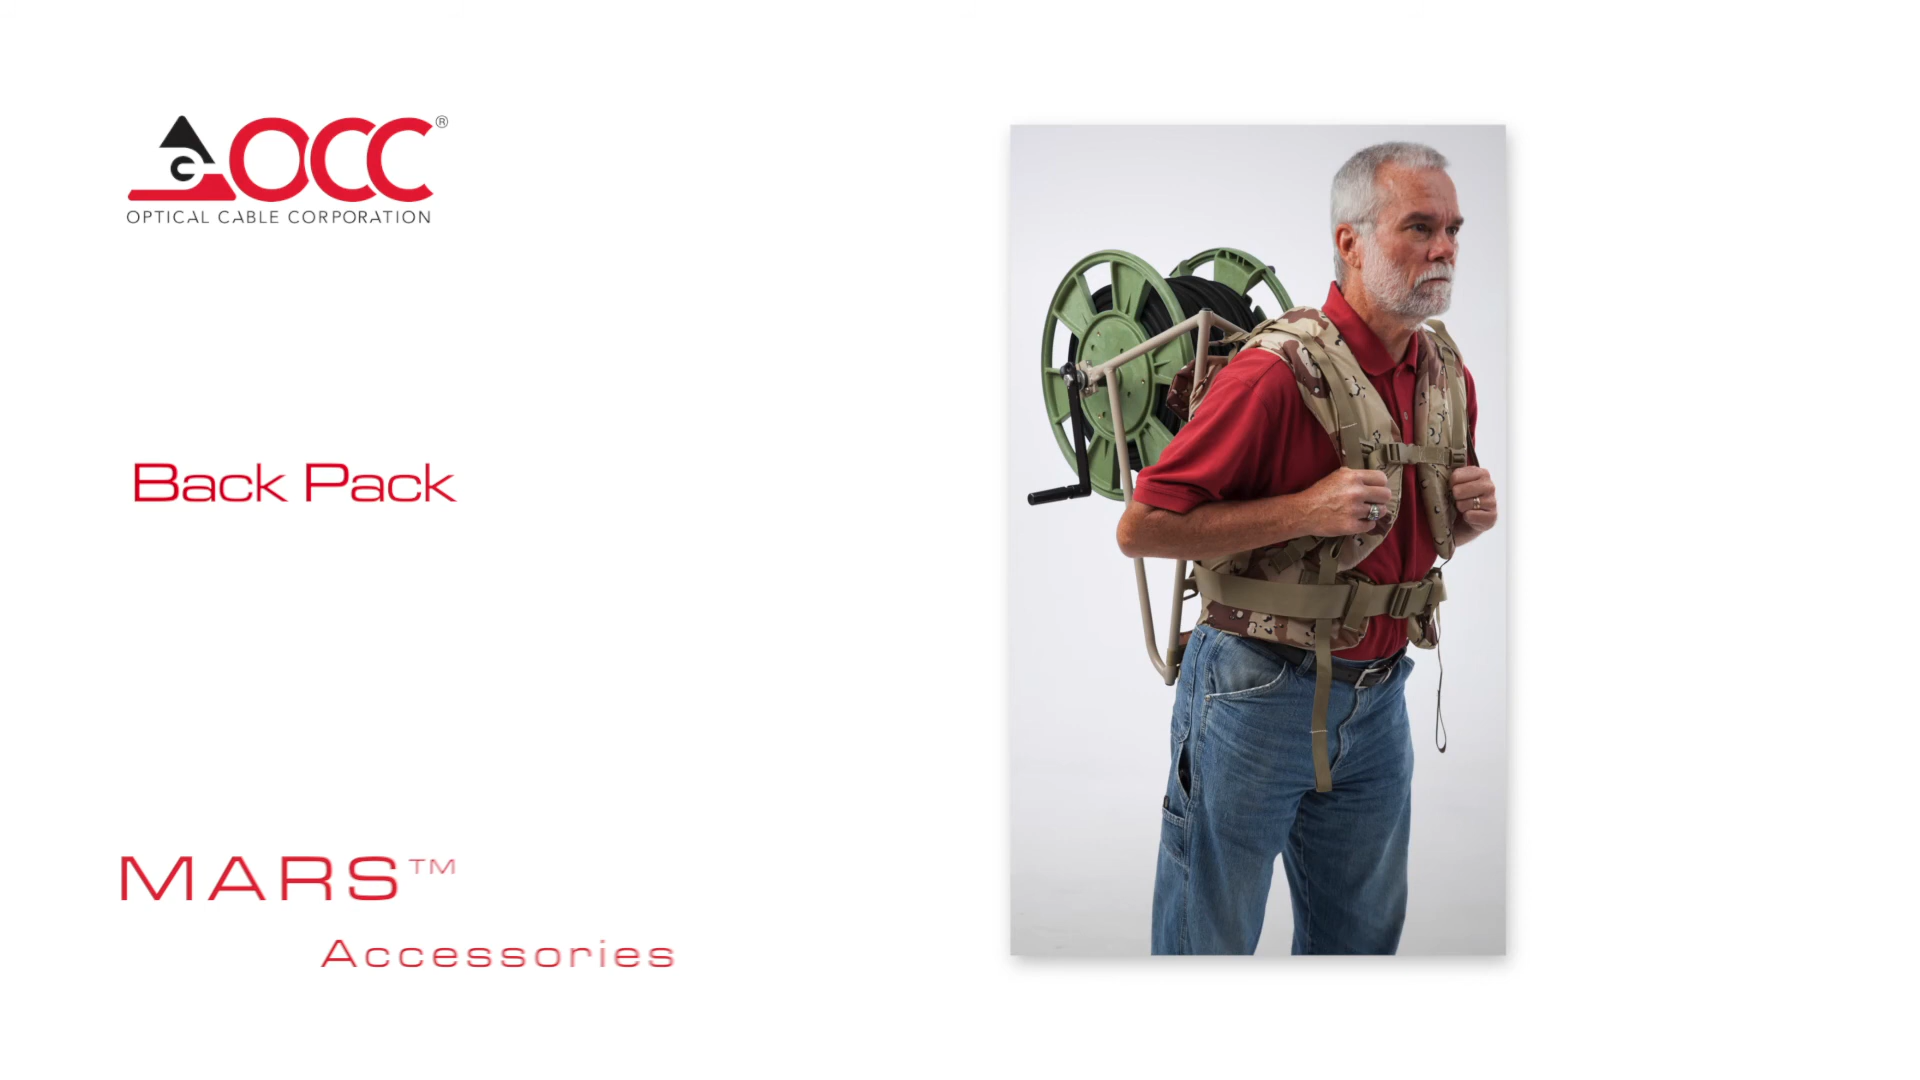 OCC®
OPTICAL CABLE CORPORATION
Back Pack
MARS™
Accessories